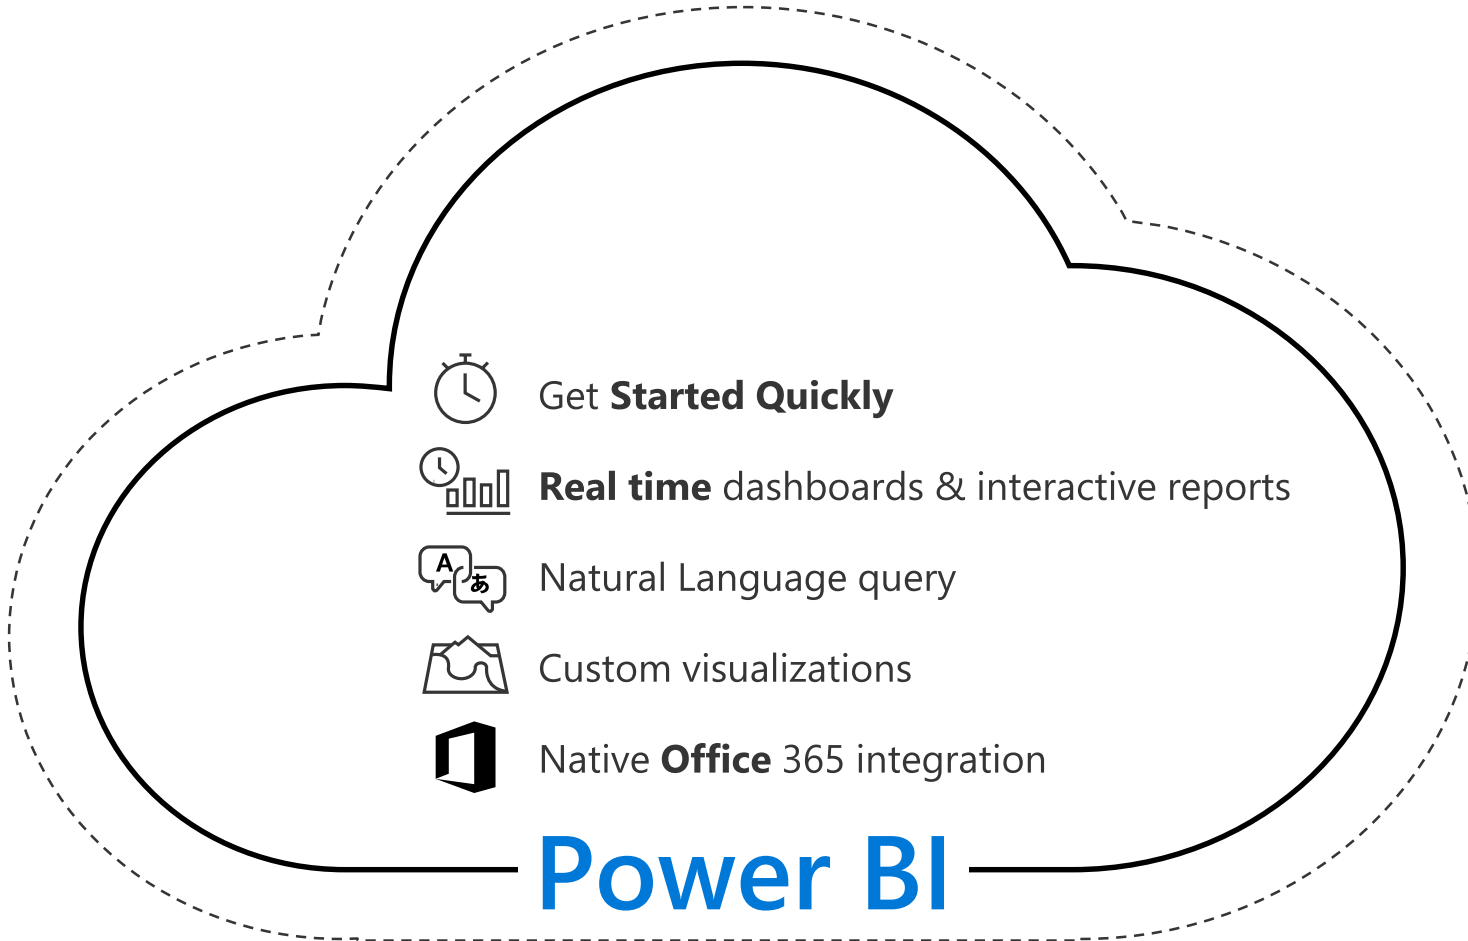 Get Started Quickly
Real time dashboards & interactive reports
A
あ
Natural Language query
Custom visualizations
Native Office 365 integration
Power BI